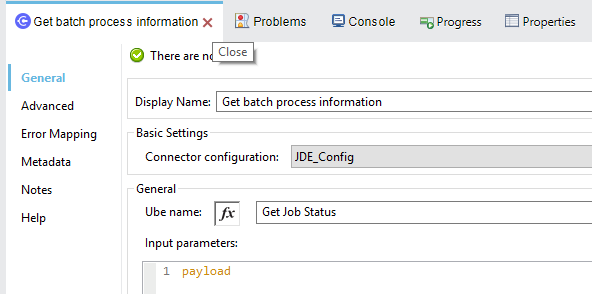 Get batch process information
Problems
Console
Progress
Properties
There are no
Close
General
Advanced
Error Mapping
Metadata
Notes
Help
Display Name: Get batch process information
Basic Settings
Connector configuration: JDE_Config
General
Ube name: fx Get Job Status
Input parameters:
1 payload